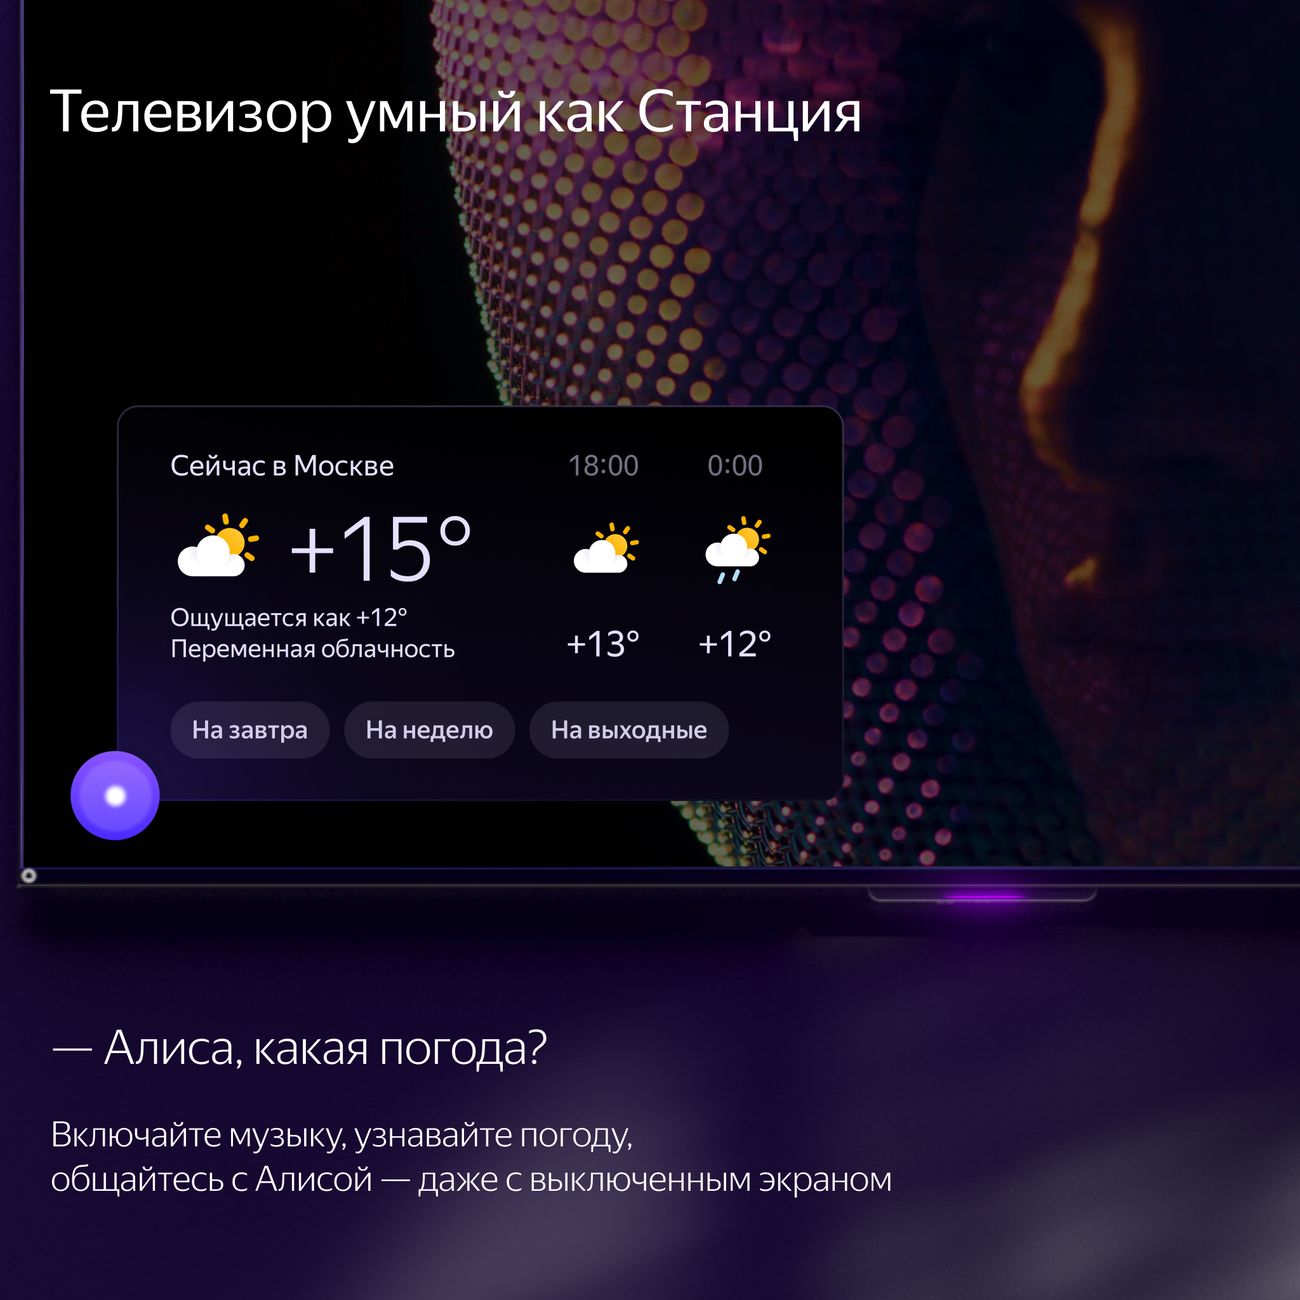 Телевизор умный как Станция
Сейчас в Москве
18:00
0:00
+15°
Ощущается как +12°
Переменная облачность
+13°
+12°
На завтра
На неделю
На выходные
— Алиса, какая погода?
Включайте музыку, узнавайте погоду,
общайтесь с Алисой — даже с выключенным экраном